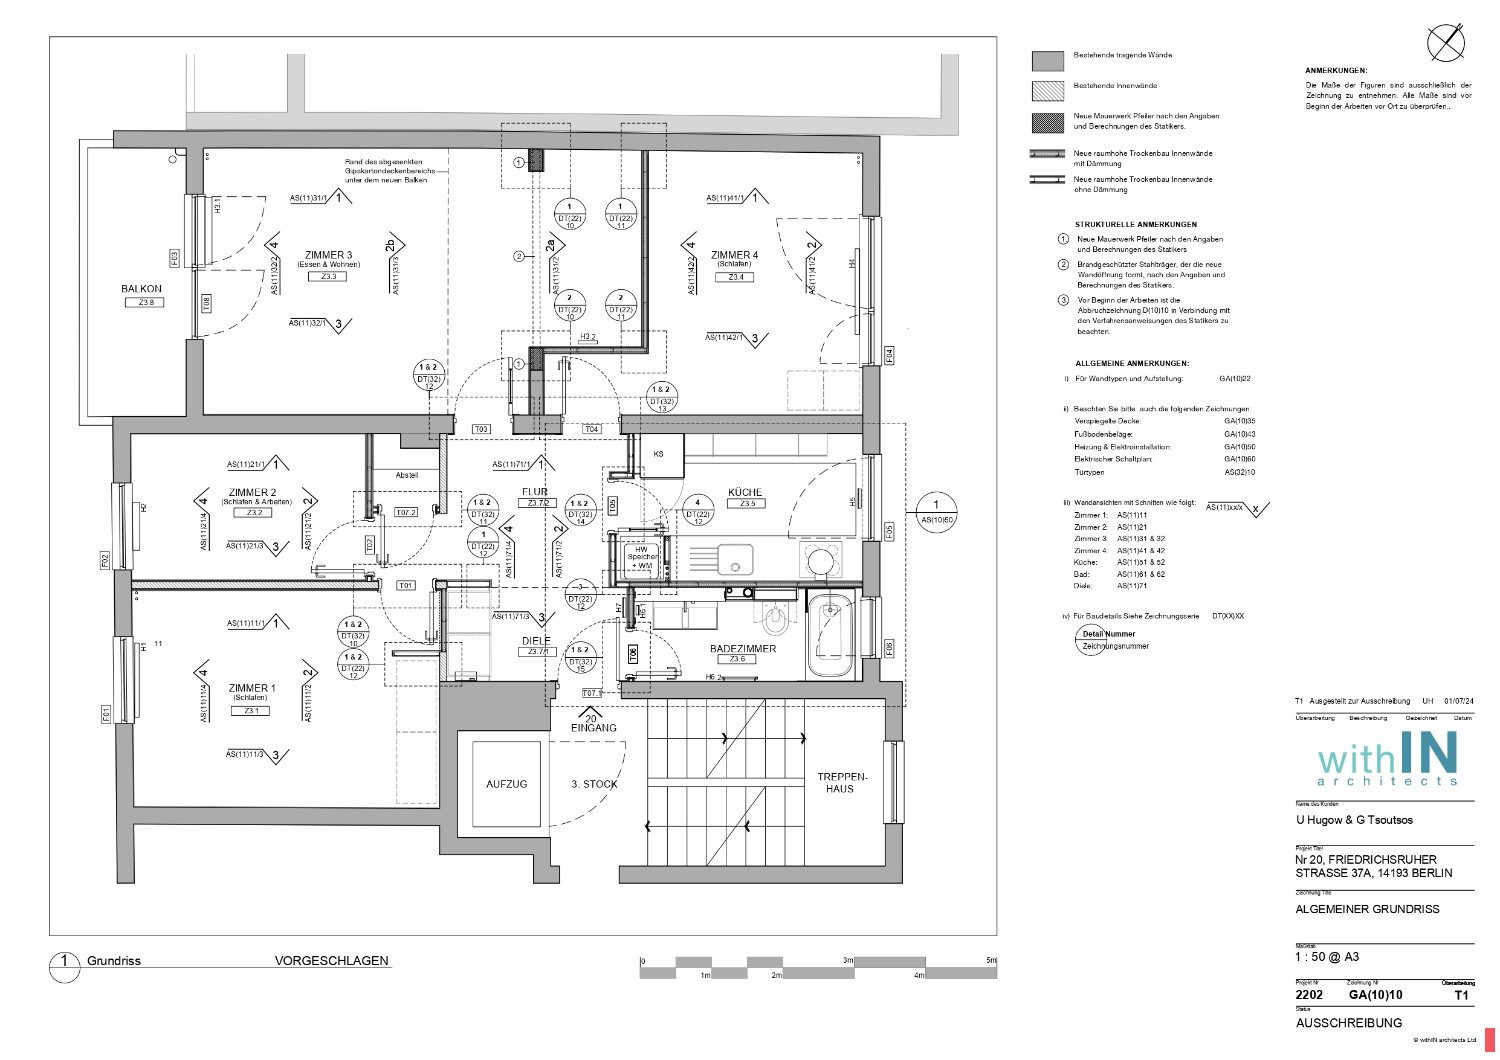 Rand des abgesenkten
Gipskartondeckenbereichs
unter dem neuen Balken
1
AS(11)31/1
1
AS(11)41/1
1
H3.1
1
DT(22)
10
1
DT(22)
11
F03
4
AS(11)32/2
ZIMMER 3
(Essen & Wohnen)
Z3.3
2b
AS(11)31/3
2
2a
AS(11)31/2
4
AS(11)42/2
ZIMMER 4
(Schlafen)
Z3.4
2
AS(11)41/2
H4
BALKON
Z3.8
T08
2
DT(22)
10
2
DT(22)
11
AS(11)32/1
3
H3.2
AS(11)42/1
3
F04
1 & 2
DT(32)
12
1
1 & 2
DT(32)
13
T03
T04
AS(11)21/1
1
Abstell
AS(11)71/1
1
KS
H2
4
AS(11)21/4
ZIMMER 2
(Schlafen & Arbeiten)
Z3.2
2
AS(11)21/2
T07.2
1 & 2
DT(32)
11
FLUR
Z3.7/2
1 & 2
DT(32)
14
T05
4
DT(22)
12
KÜCHE
Z3.5
H5
1
AS(10)50
F05
AS(11)21/3
3
T02
1
DT(22)
12
4
AS(11)71/4
2
AS(11)71/2
HW
Speicher
+ WM
F02
T01
3
DT(22)
12
H1
11
AS(11)11/1
1
1 & 2
DT(32)
10
AS(11)71/3
3
H7
H6
DIELE
Z3.7/1
1 & 2
DT(32)
15
T06
BADEZIMMER
Z3.6
H6.2
F06
1 & 2
DT(22)
12
4
AS(11)11/4
ZIMMER 1
(Schlafen)
Z3.1
2
AS(11)11/2
F01
T07.1
20
EINGANG
AS(11)11/3
3
AUFZUG
3. STOCK
TREPPEN-
HAUS
1
Grundriss
VORGESCHLAGEN
0
1m
2m
3m
4m
5m
Bestehende tragende Wände
Bestehende Innenwände
Neue Mauerwerk Pfeiler nach den Angaben
und Berechnungen des Statikers.
Neue raumhohe Trockenbau Innenwände
mit Dämmung
Neue raumhohe Trockenbau Innenwände
ohne Dämmung
STRUKTURELLE ANMERKUNGEN
1 Neue Mauerwerk Pfeiler nach den Angaben
und Berechnungen des Statikers
2 Brandgeschützter Stahlträger, der die neue
Wandöffnung formt, nach den Angaben und
Berechnungen des Statikers.
3 Vor Beginn der Arbeiten ist die
Abbruchzeichnung D(10)10 in Verbindung mit
den Verfahrensanweisungen des Statikers zu
beachten.
ALLGEMEINE ANMERKUNGEN:
i) Für Wandtypen und Aufstellung: GA(10)22
ii) Beachten Sie bitte auch die folgenden Zeichnungen:
Verspiegelte Decke: GA(10)35
Fußbodenbeläge: GA(10)43
Heizung & Elektroinstallation: GA(10)50
Elektrischer Schaltplan: GA(10)60
Türtypen AS(32)10
iii) Wandansichten mit Schnitten wie folgt: AS(11)xx/x x
Zimmer 1: AS(11)11
Zimmer 2: AS(11)21
Zimmer 3: AS(11)31 & 32
Zimmer 4: AS(11)41 & 42
Küche: AS(11)51 & 52
Bad: AS(11)61 & 62
Diele: AS(11)71
iv) Für Baudetails Siehe Zeichnungsserie DT(XX)XX
Detail Nummer
Zeichnungsnummer
ANMERKUNGEN:
Die Maße der Figuren sind ausschließlich der
Zeichnung zu entnehmen. Alle Maße sind vor
Beginn der Arbeiten vor Ort zu überprüfen..
T1 Ausgestellt zur Ausschreibung UH 01/07/24
Überarbeitung Beschreibung Gezeichnet Datum
withIN
architects
Name des Kunden
U Hugow & G Tsoutsos
Projekt Titel
Nr 20, FRIEDRICHSRUHER
STRASSE 37A, 14193 BERLIN
Zeichnung Title
ALGEMEINER GRUNDRISS
Maßstab
1 : 50 @ A3
Projekt Nr Zeichnung Nr Überarbeitung
2202 GA(10)10 T1
Status
AUSSCHREIBUNG
© withIN architects Ltd